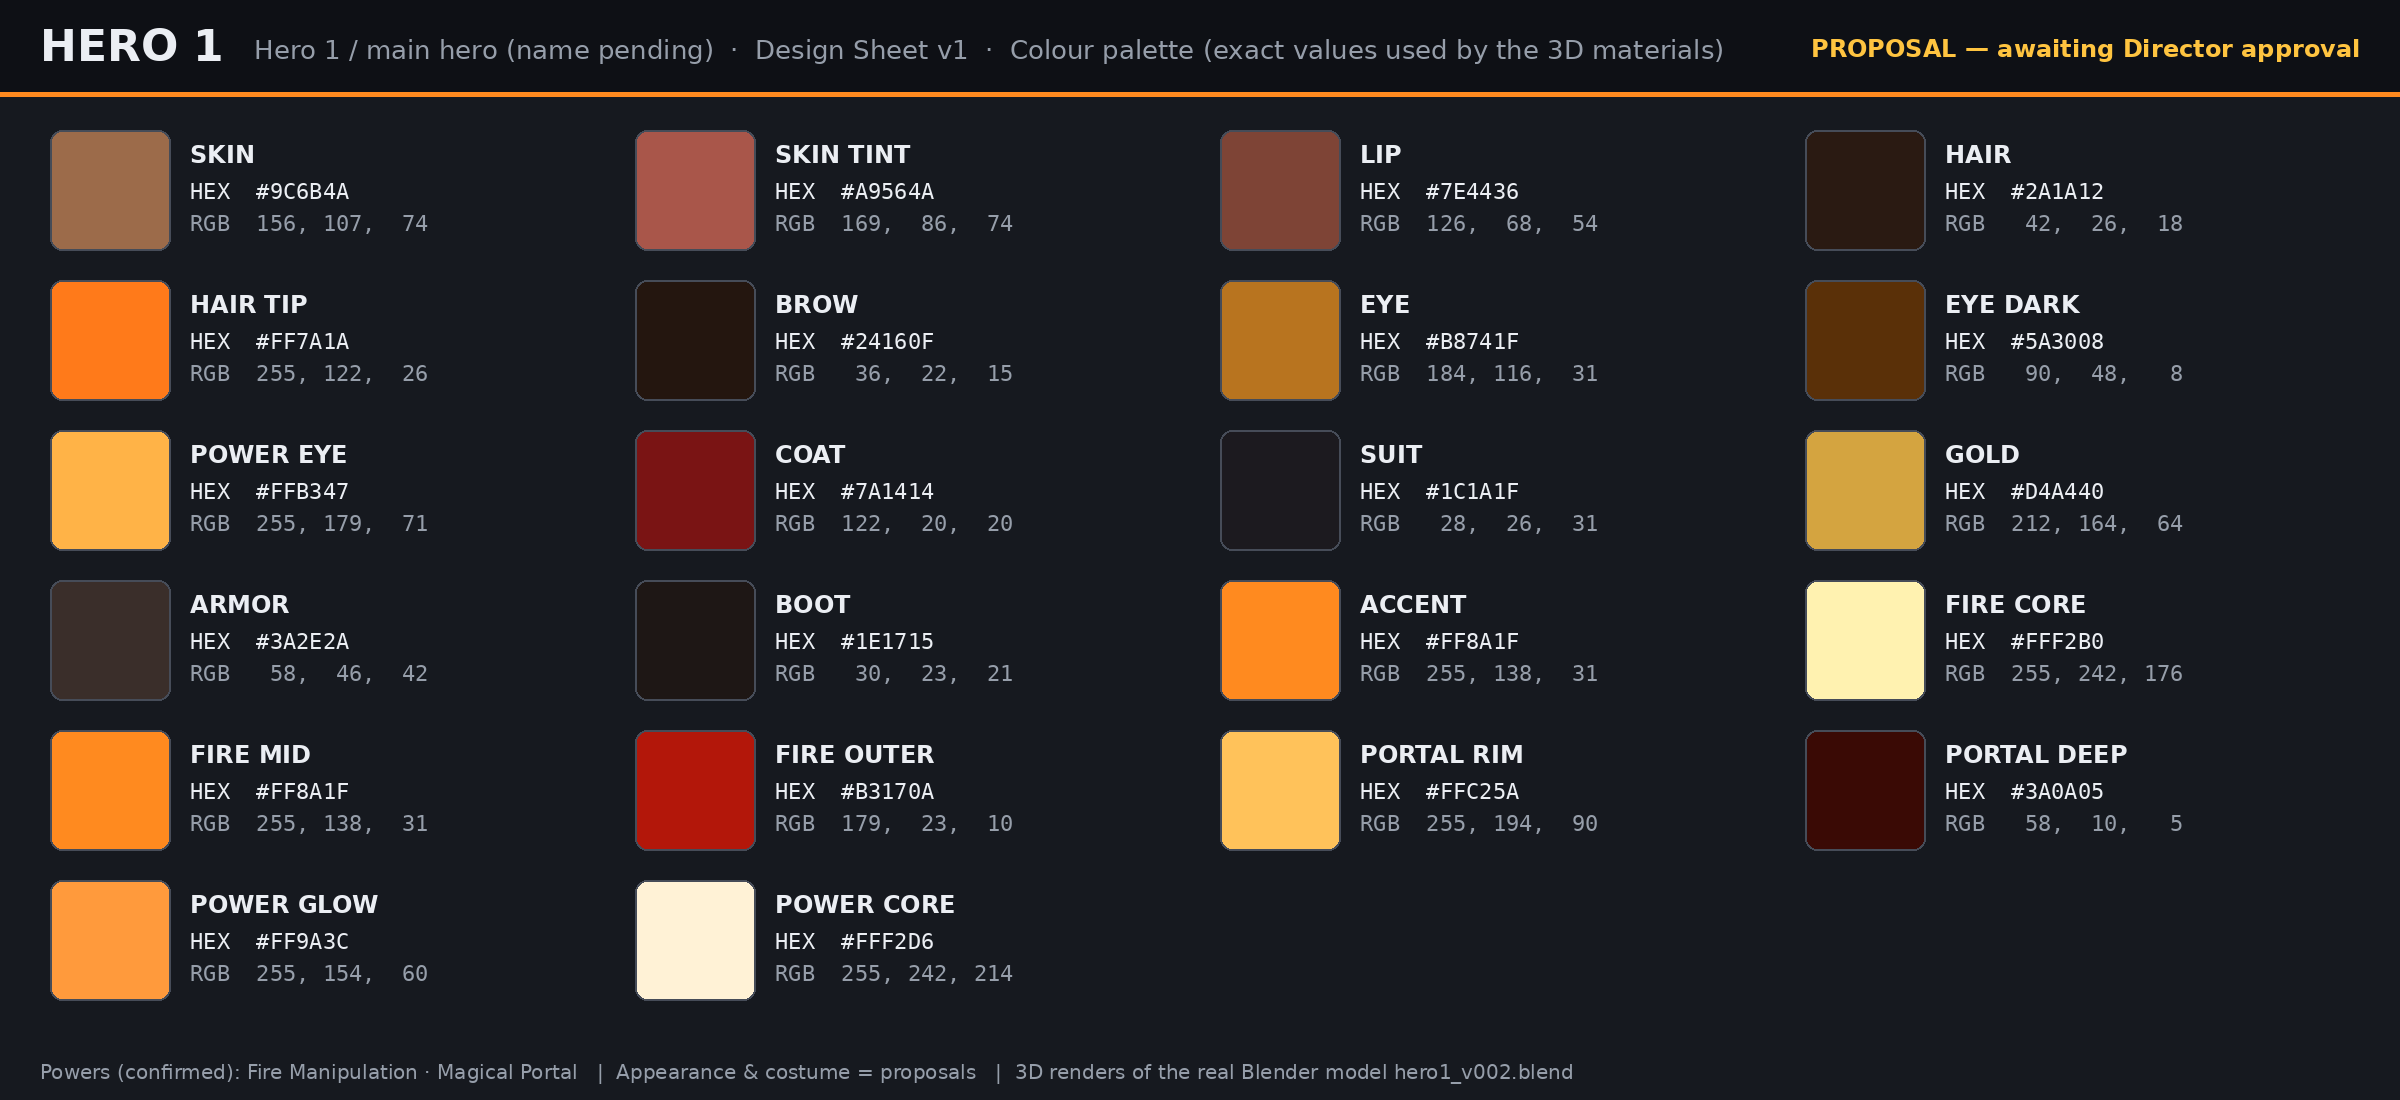 HERO 1 Hero 1 / main hero (name pending) · Design Sheet v1 · Colour palette (exact values used by the 3D materials) PROPOSAL — awaiting Director approval
SKIN
HEX #9C6B4A
RGB 156, 107, 74
SKIN TINT
HEX #A9564A
RGB 169, 86, 74
LIP
HEX #7E4436
RGB 126, 68, 54
HAIR
HEX #2A1A12
RGB 42, 26, 18
HAIR TIP
HEX #FF7A1A
RGB 255, 122, 26
BROW
HEX #24160F
RGB 36, 22, 15
EYE
HEX #B8741F
RGB 184, 116, 31
EYE DARK
HEX #5A3008
RGB 90, 48, 8
POWER EYE
HEX #FFB347
RGB 255, 179, 71
COAT
HEX #7A1414
RGB 122, 20, 20
SUIT
HEX #1C1A1F
RGB 28, 26, 31
GOLD
HEX #D4A440
RGB 212, 164, 64
ARMOR
HEX #3A2E2A
RGB 58, 46, 42
BOOT
HEX #1E1715
RGB 30, 23, 21
ACCENT
HEX #FF8A1F
RGB 255, 138, 31
FIRE CORE
HEX #FFF2B0
RGB 255, 242, 176
FIRE MID
HEX #FF8A1F
RGB 255, 138, 31
FIRE OUTER
HEX #B3170A
RGB 179, 23, 10
PORTAL RIM
HEX #FFC25A
RGB 255, 194, 90
PORTAL DEEP
HEX #3A0A05
RGB 58, 10, 5
POWER GLOW
HEX #FF9A3C
RGB 255, 154, 60
POWER CORE
HEX #FFF2D6
RGB 255, 242, 214
Powers (confirmed): Fire Manipulation · Magical Portal | Appearance & costume = proposals | 3D renders of the real Blender model hero1_v002.blend